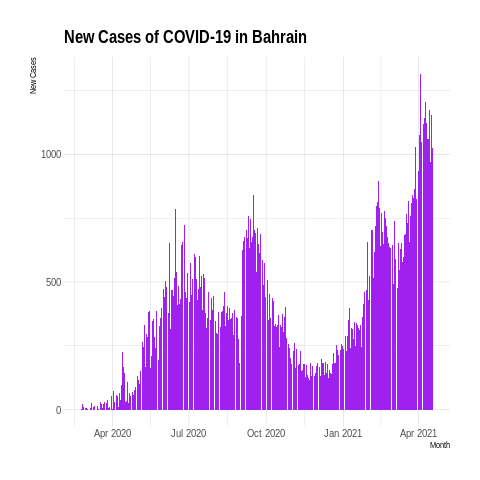 New Cases of COVID-19 in Bahrain
New Cases
1000
500
0
Apr 2020 Jul 2020 Oct 2020 Jan 2021 Apr 2021
Month